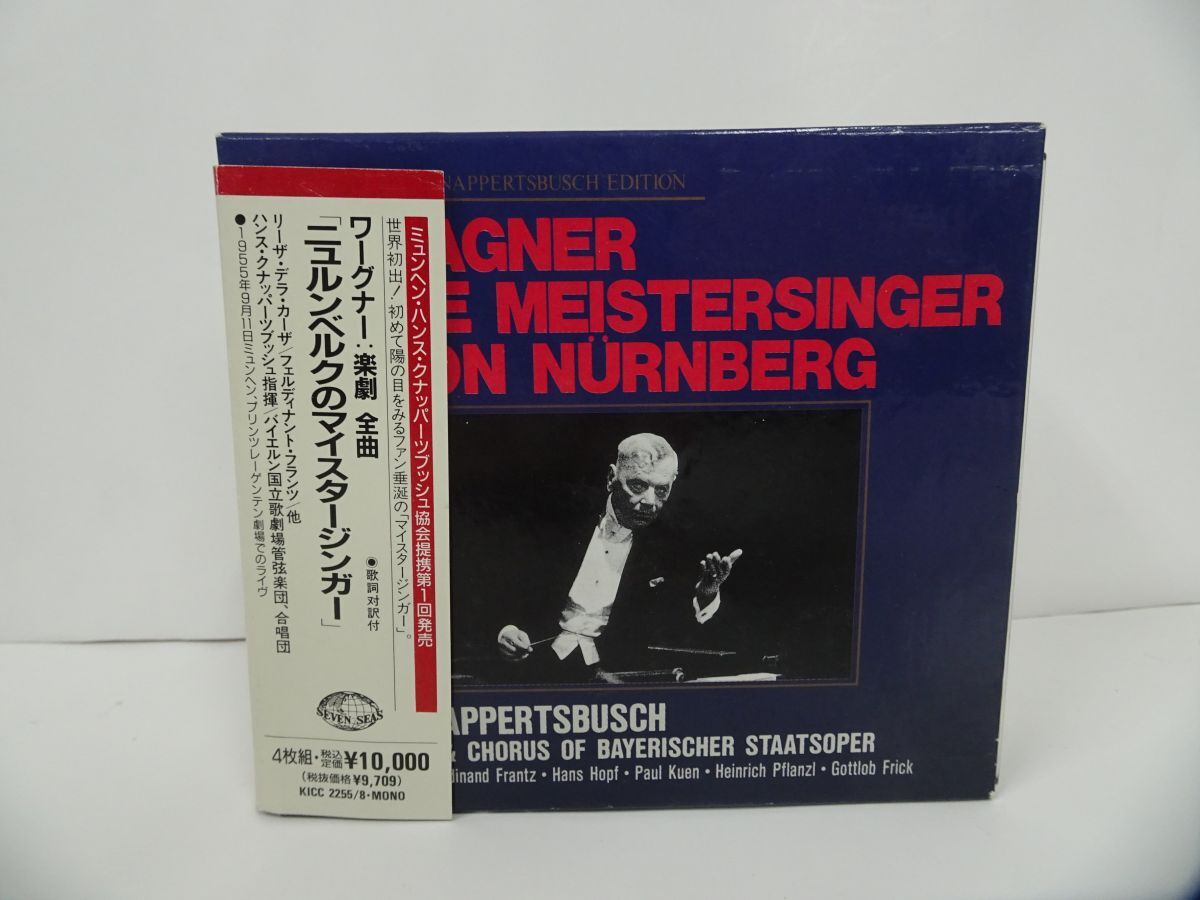 ミュンヘン・ハンス・クナッパーツブッシュ協会提携第1回発売
世界初出！初めて陽の目をみるファン垂涎の「マイスタージンガー」。
ワーグナー：楽劇 全曲
●歌詞対訳付
「ニュルンベルクのマイスタージンガー」
リーザ・デラ・カーザ/フェルディナント・フランツ/他
ハンス・クナッパーツブッシュ指揮/バイエルン国立歌劇場管弦楽団、合唱団
●1955年9月11日ミュンヘン、プリンツレーゲンテン劇場でのライヴ
SEVEN SEAS
4枚組・税込定価¥10,000
(税抜価格¥9,709)
KICC 2255/8・MONO
NAPPERTSBUSCH EDITION
AGNER
E MEISTERSINGER
ON NÜRNBERG
APPERTSBUSCH
& CHORUS OF BAYERISCHER STAATSOPER
dinand Frantz・Hans Hopf・Paul Kuen・Heinrich Pflanzl・Gottlob Frick